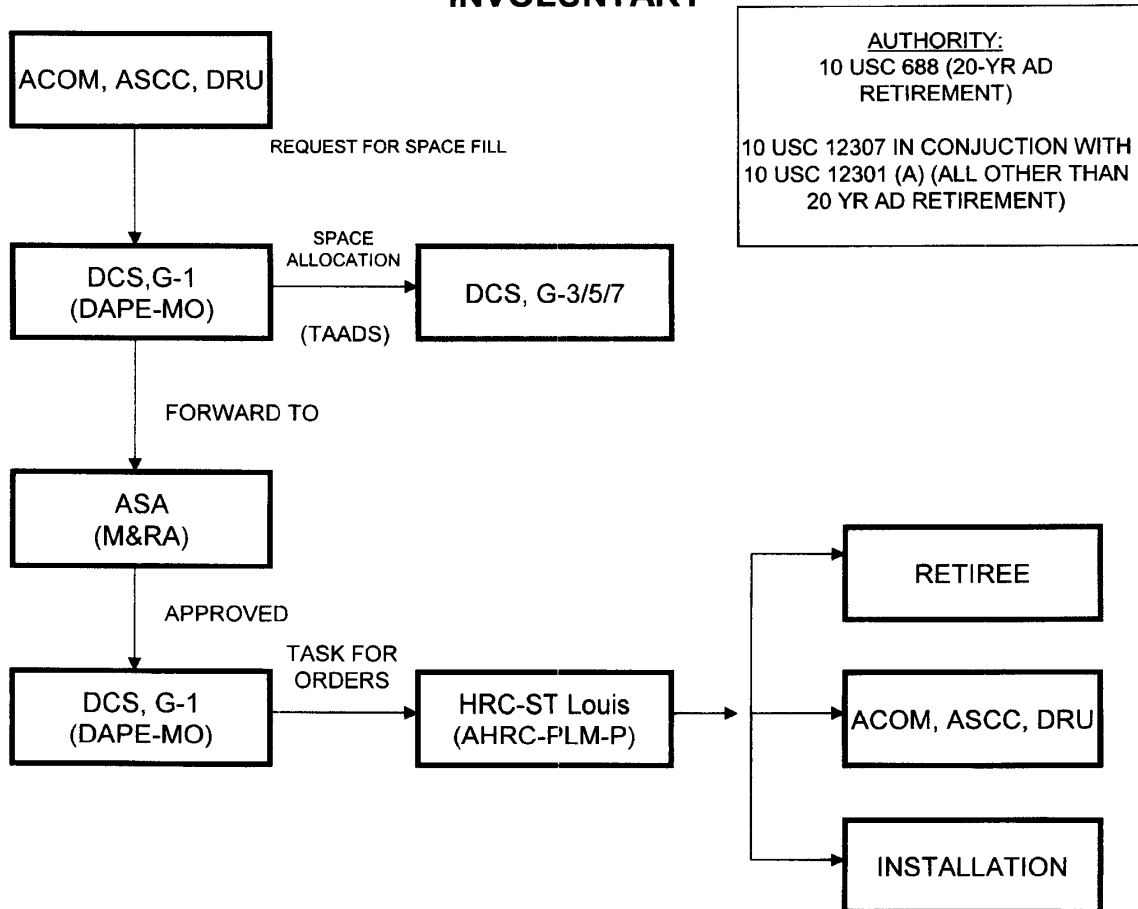 INVOLUNTARY
AUTHORITY:
10 USC 688 (20-YR AD
RETIREMENT)
10 USC 12307 IN CONJUCTION WITH
10 USC 12301 (A) (ALL OTHER THAN
20 YR AD RETIREMENT)
ACOM, ASCC, DRU
REQUEST FOR SPACE FILL
DCS,G-1
(DAPE-MO)
SPACE
ALLOCATION
(TAADS)
DCS, G-3/5/7
FORWARD TO
ASA
(M&RA)
APPROVED
DCS, G-1
(DAPE-MO)
TASK FOR
ORDERS
HRC-ST Louis
(AHRC-PLM-P)
RETIREE
ACOM, ASCC, DRU
INSTALLATION